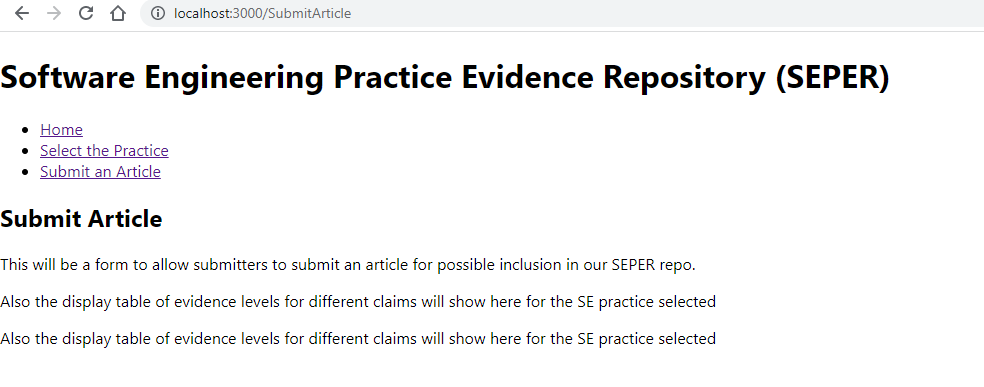 localhost:3000/SubmitArticle
Software Engineering Practice Evidence Repository (SEPER)
Home
Select the Practice
Submit an Article
Submit Article
This will be a form to allow submitters to submit an article for possible inclusion in our SEPER repo.
Also the display table of evidence levels for different claims will show here for the SE practice selected
Also the display table of evidence levels for different claims will show here for the SE practice selected